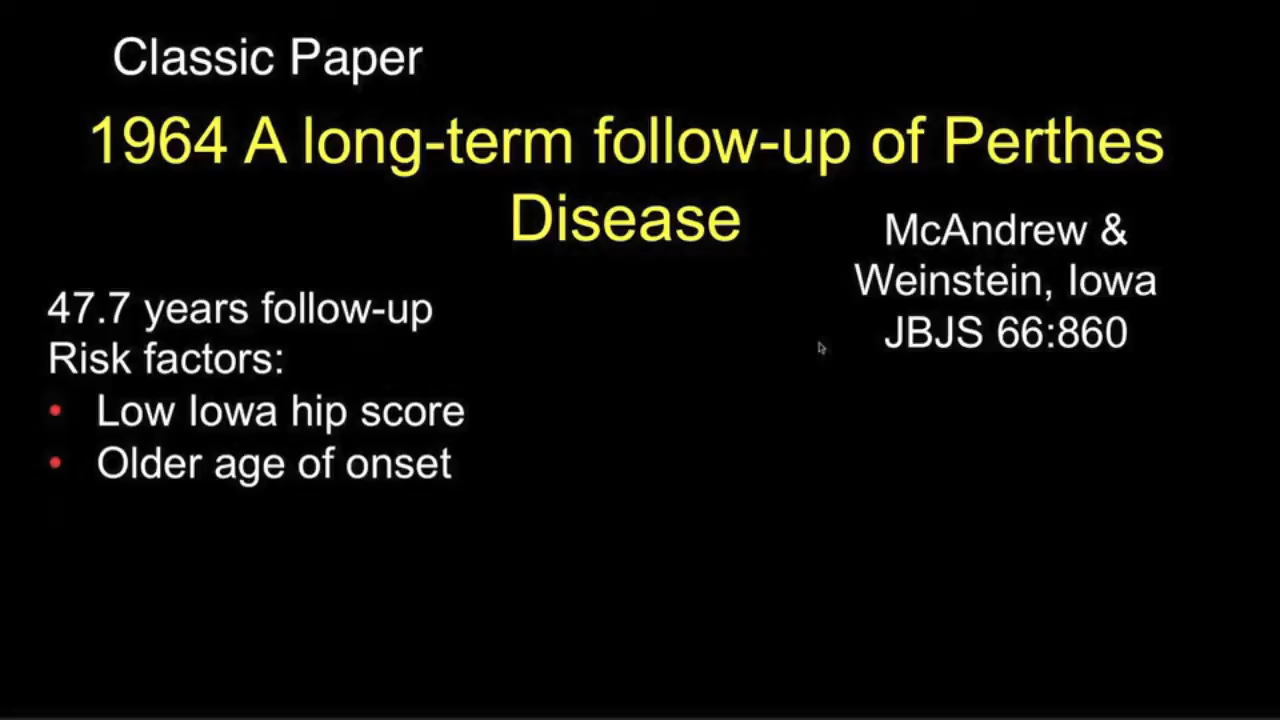 Classic Paper
1964 A long-term follow-up of Perthes
Disease
McAndrew &
Weinstein, Iowa
JBJS 66:860
47.7 years follow-up
Risk factors:
• Low Iowa hip score
• Older age of onset